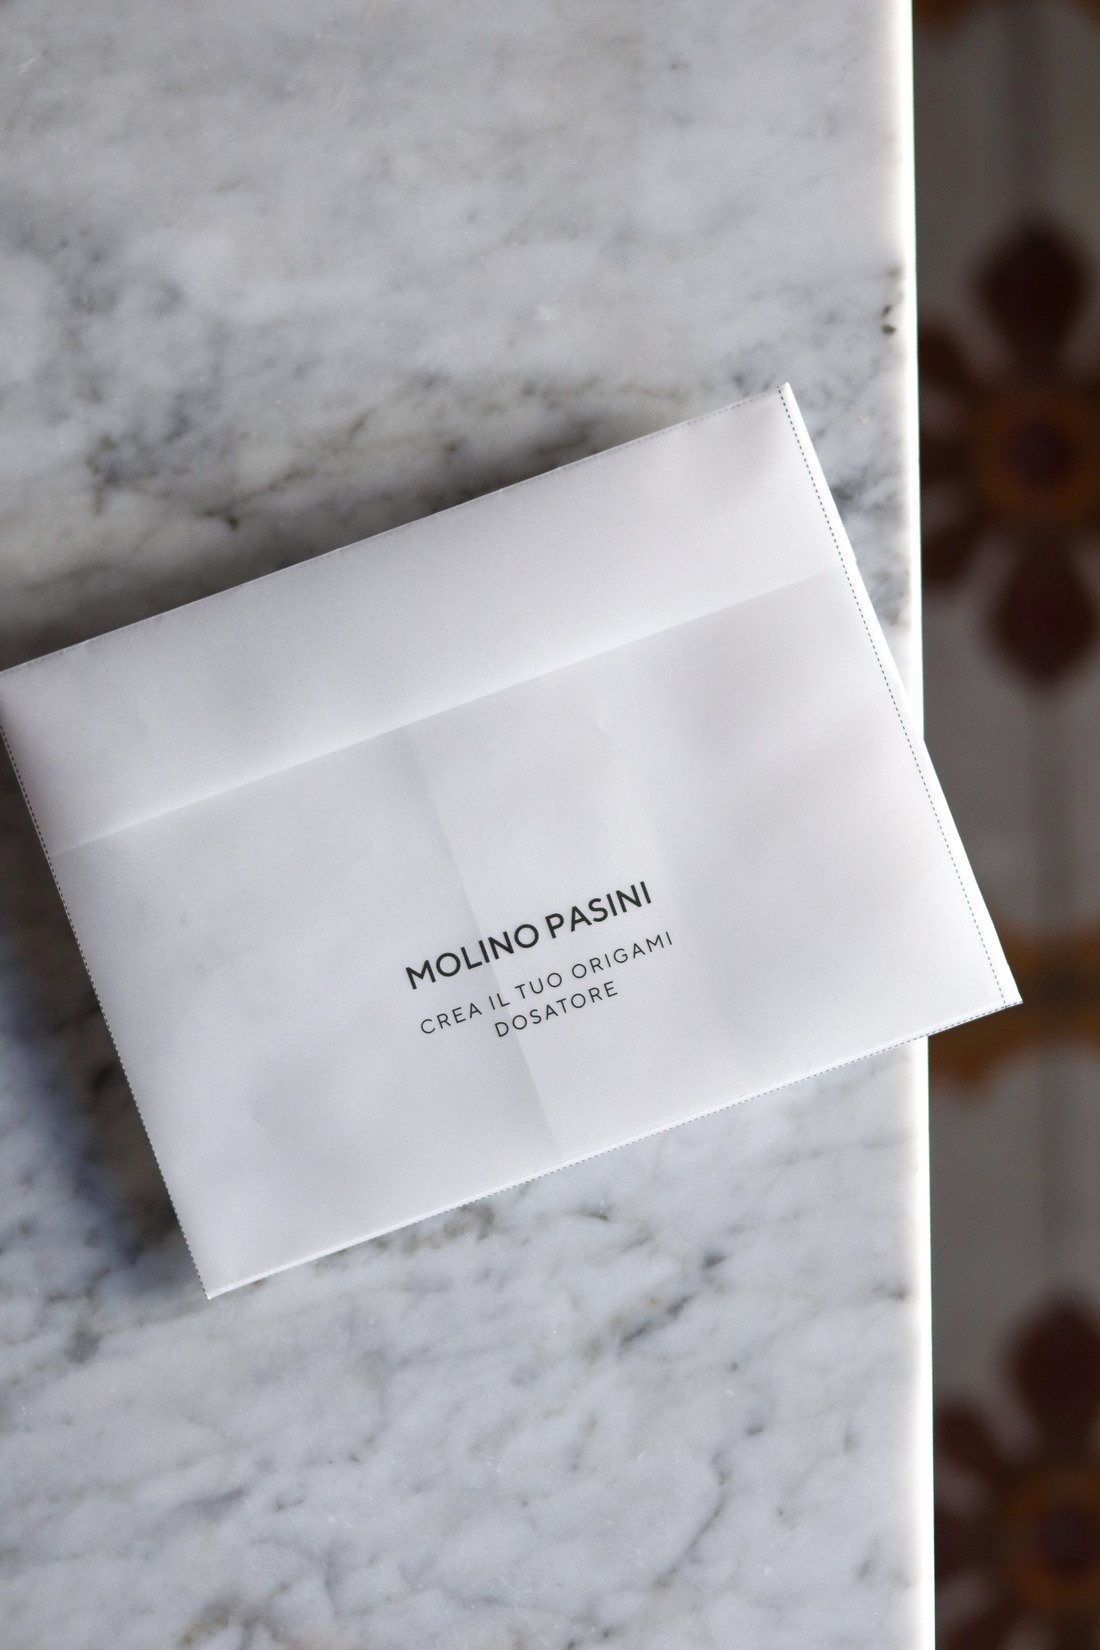 MOLINO PASINI
CREA IL TUO ORIGAMI
DOSATORE